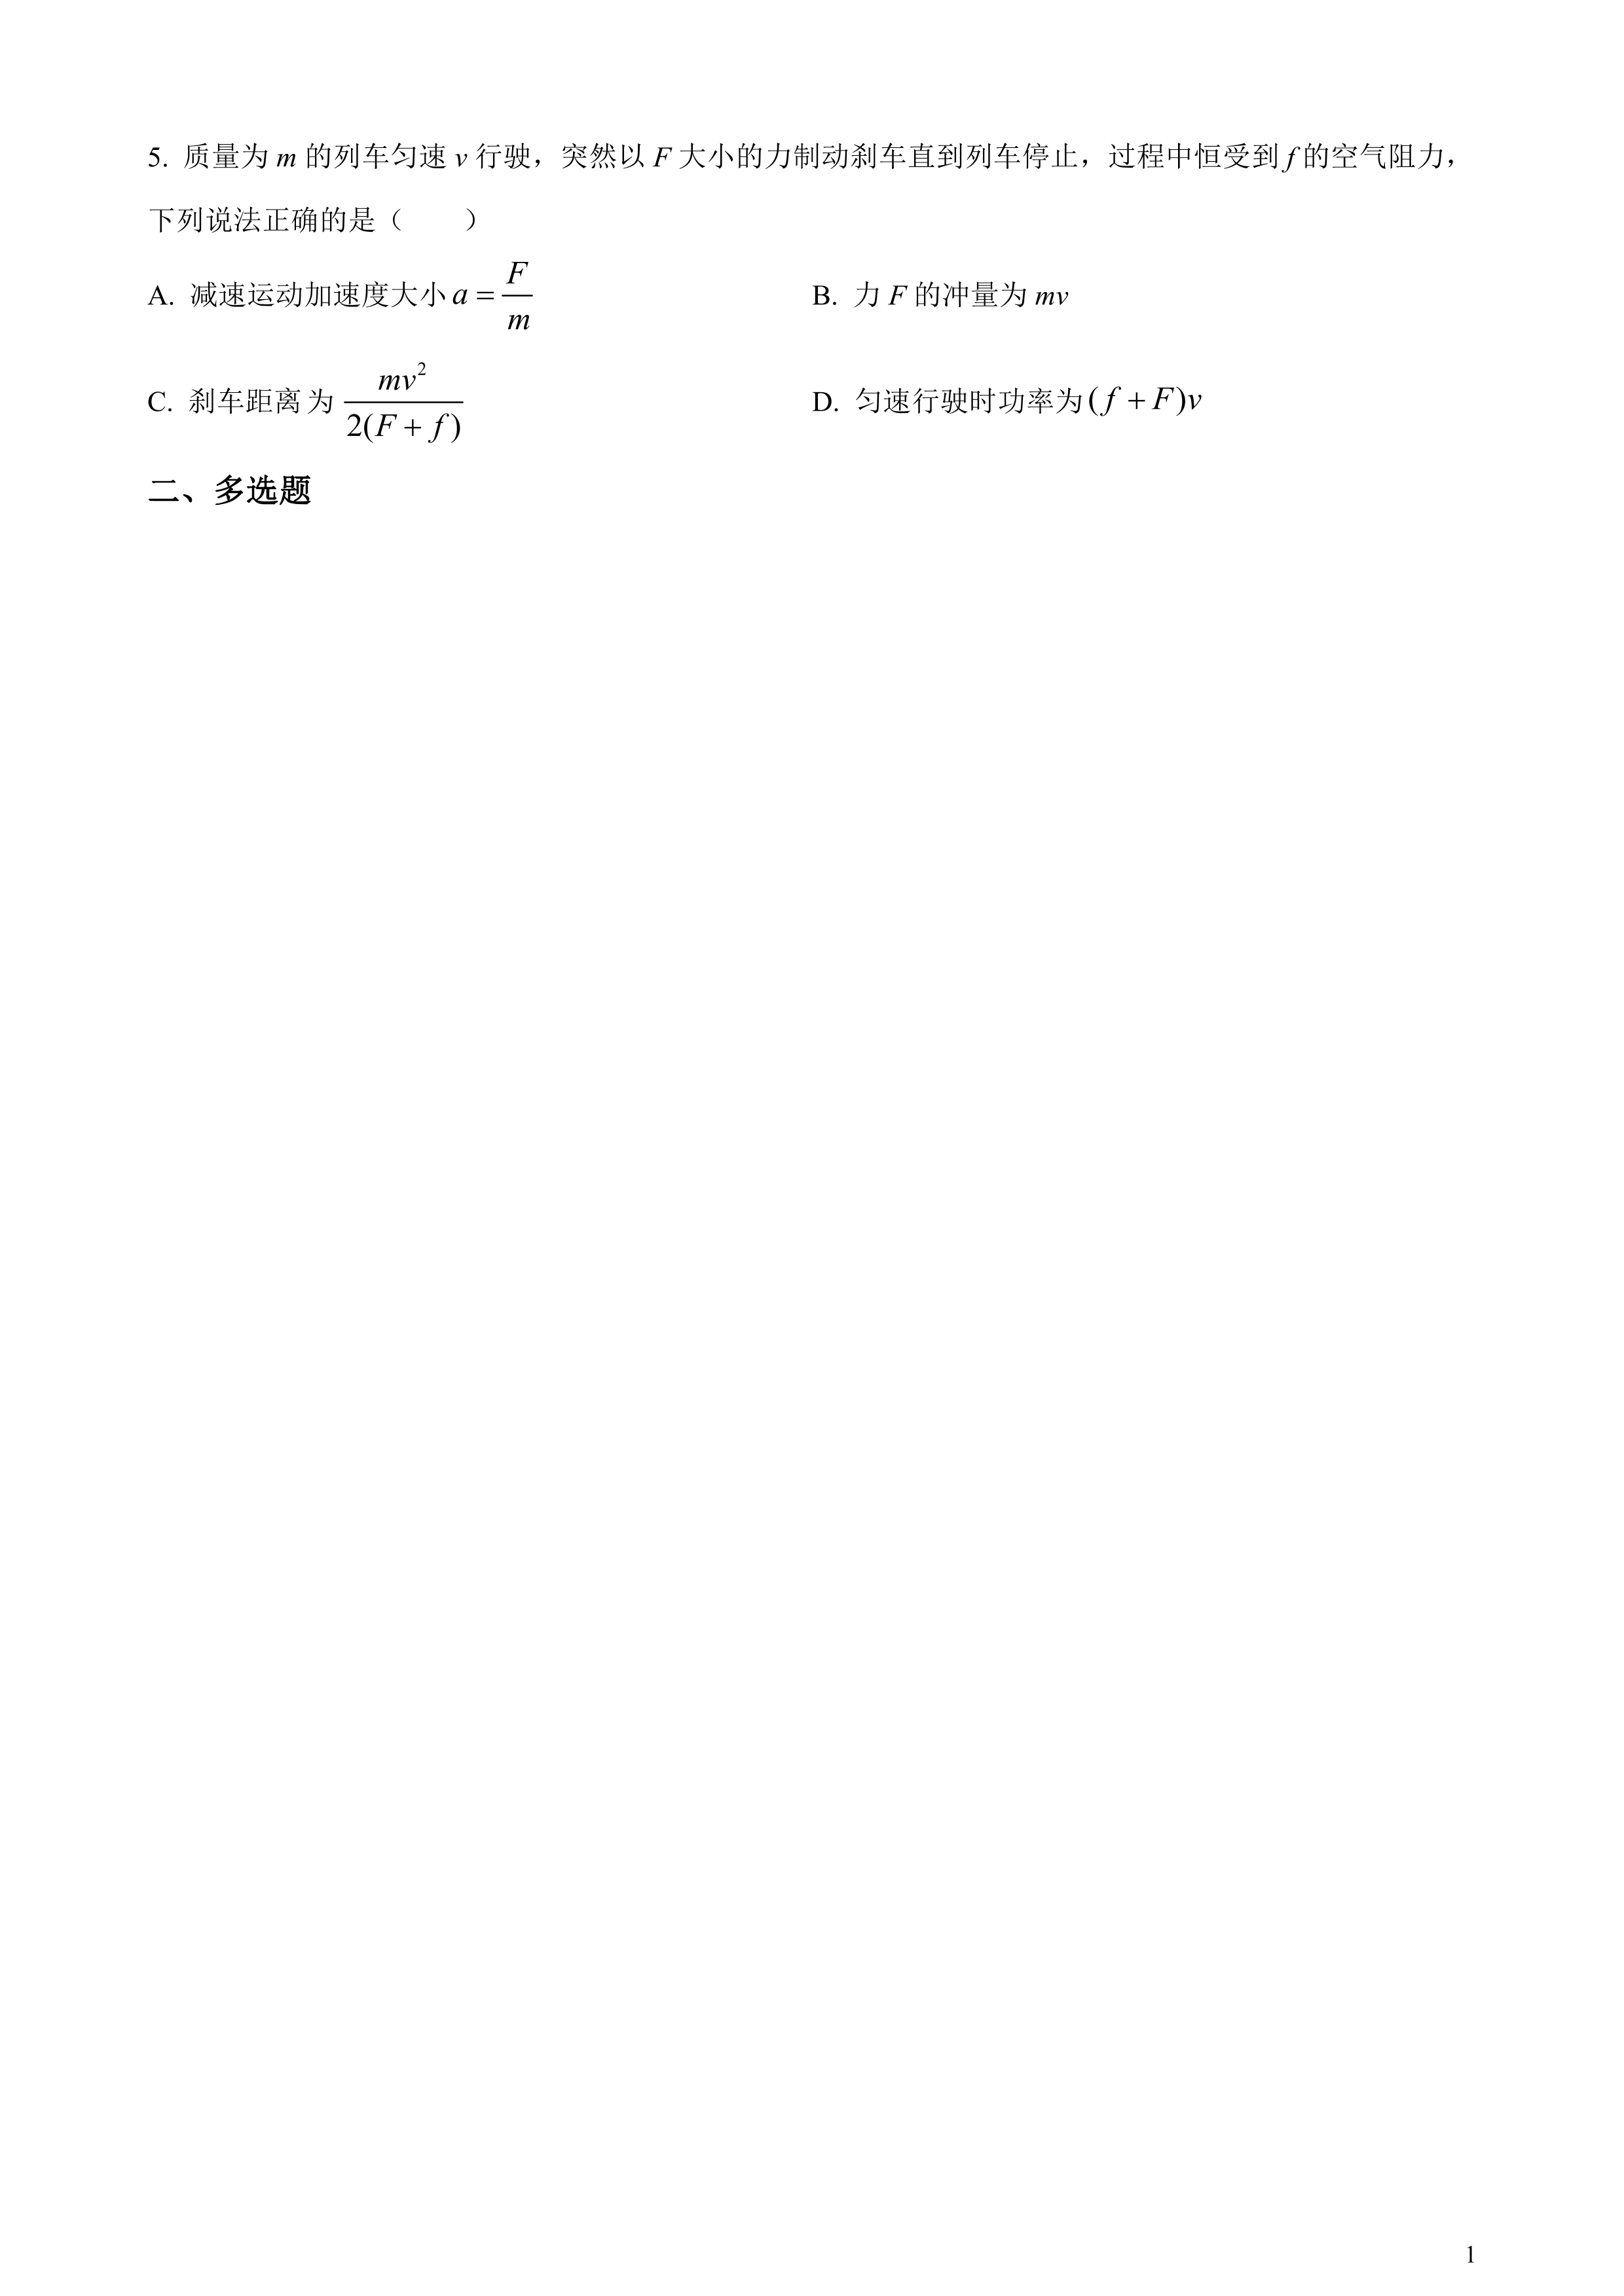 5. 质量为 m 的列车匀速 v 行驶，突然以 F 大小的力制动刹车直到列车停止，过程中恒受到 f 的空气阻力，
下列说法正确的是（　　）
A. 减速运动加速度大小 a = F/m B. 力 F 的冲量为 mv
C. 刹车距离为 mv²/2(F + f) D. 匀速行驶时功率为 (f + F)v
二、多选题
1